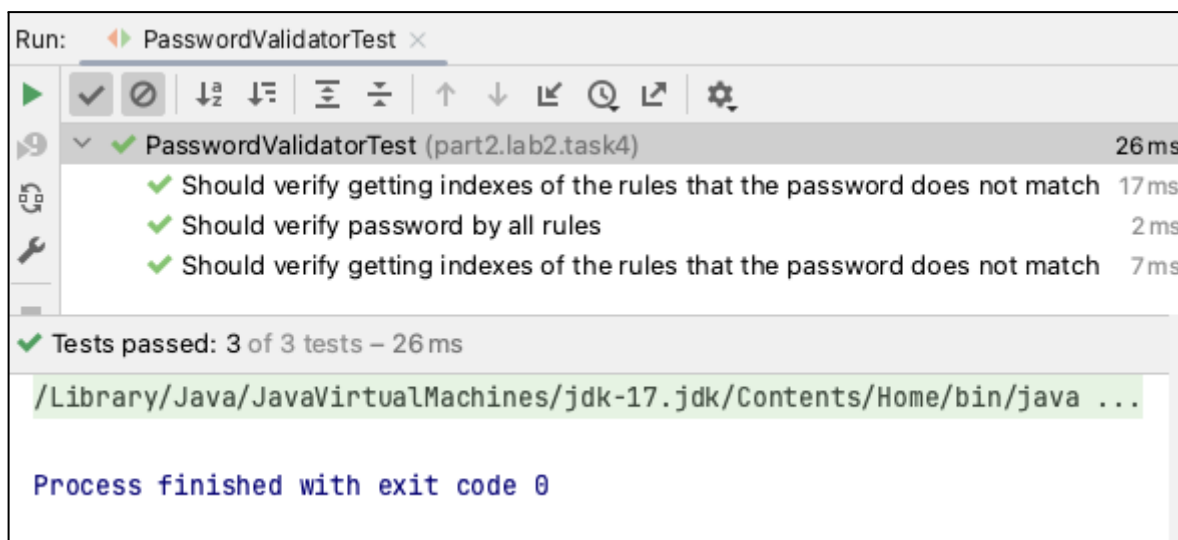 Run: PasswordValidatorTest
PasswordValidatorTest (part2.lab2.task4) 26 ms
Should verify getting indexes of the rules that the password does not match 17 ms
Should verify password by all rules 2 ms
Should verify getting indexes of the rules that the password does not match 7 ms
Tests passed: 3 of 3 tests – 26 ms
/Library/Java/JavaVirtualMachines/jdk-17.jdk/Contents/Home/bin/java ...
Process finished with exit code 0